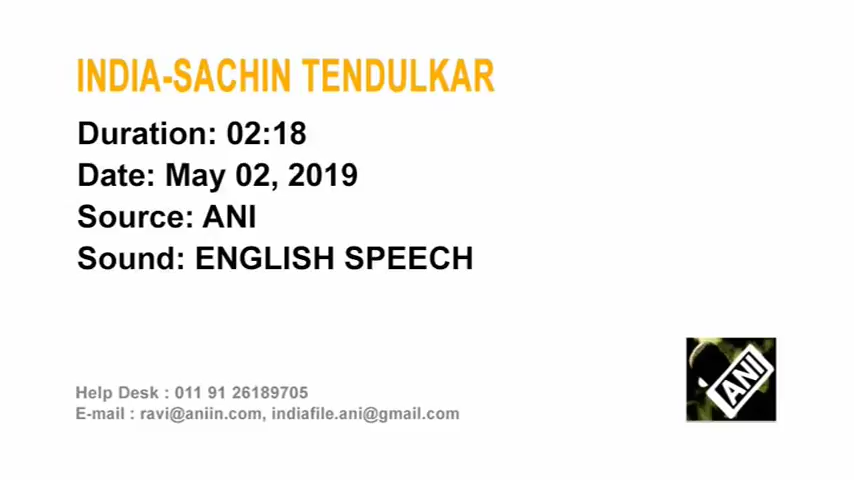 INDIA-SACHIN TENDULKAR
Duration: 02:18
Date: May 02, 2019
Source: ANI
Sound: ENGLISH SPEECH
Help Desk : 011 91 26189705
E-mail : ravi@aniin.com, indiafile.ani@gmail.com
ANI